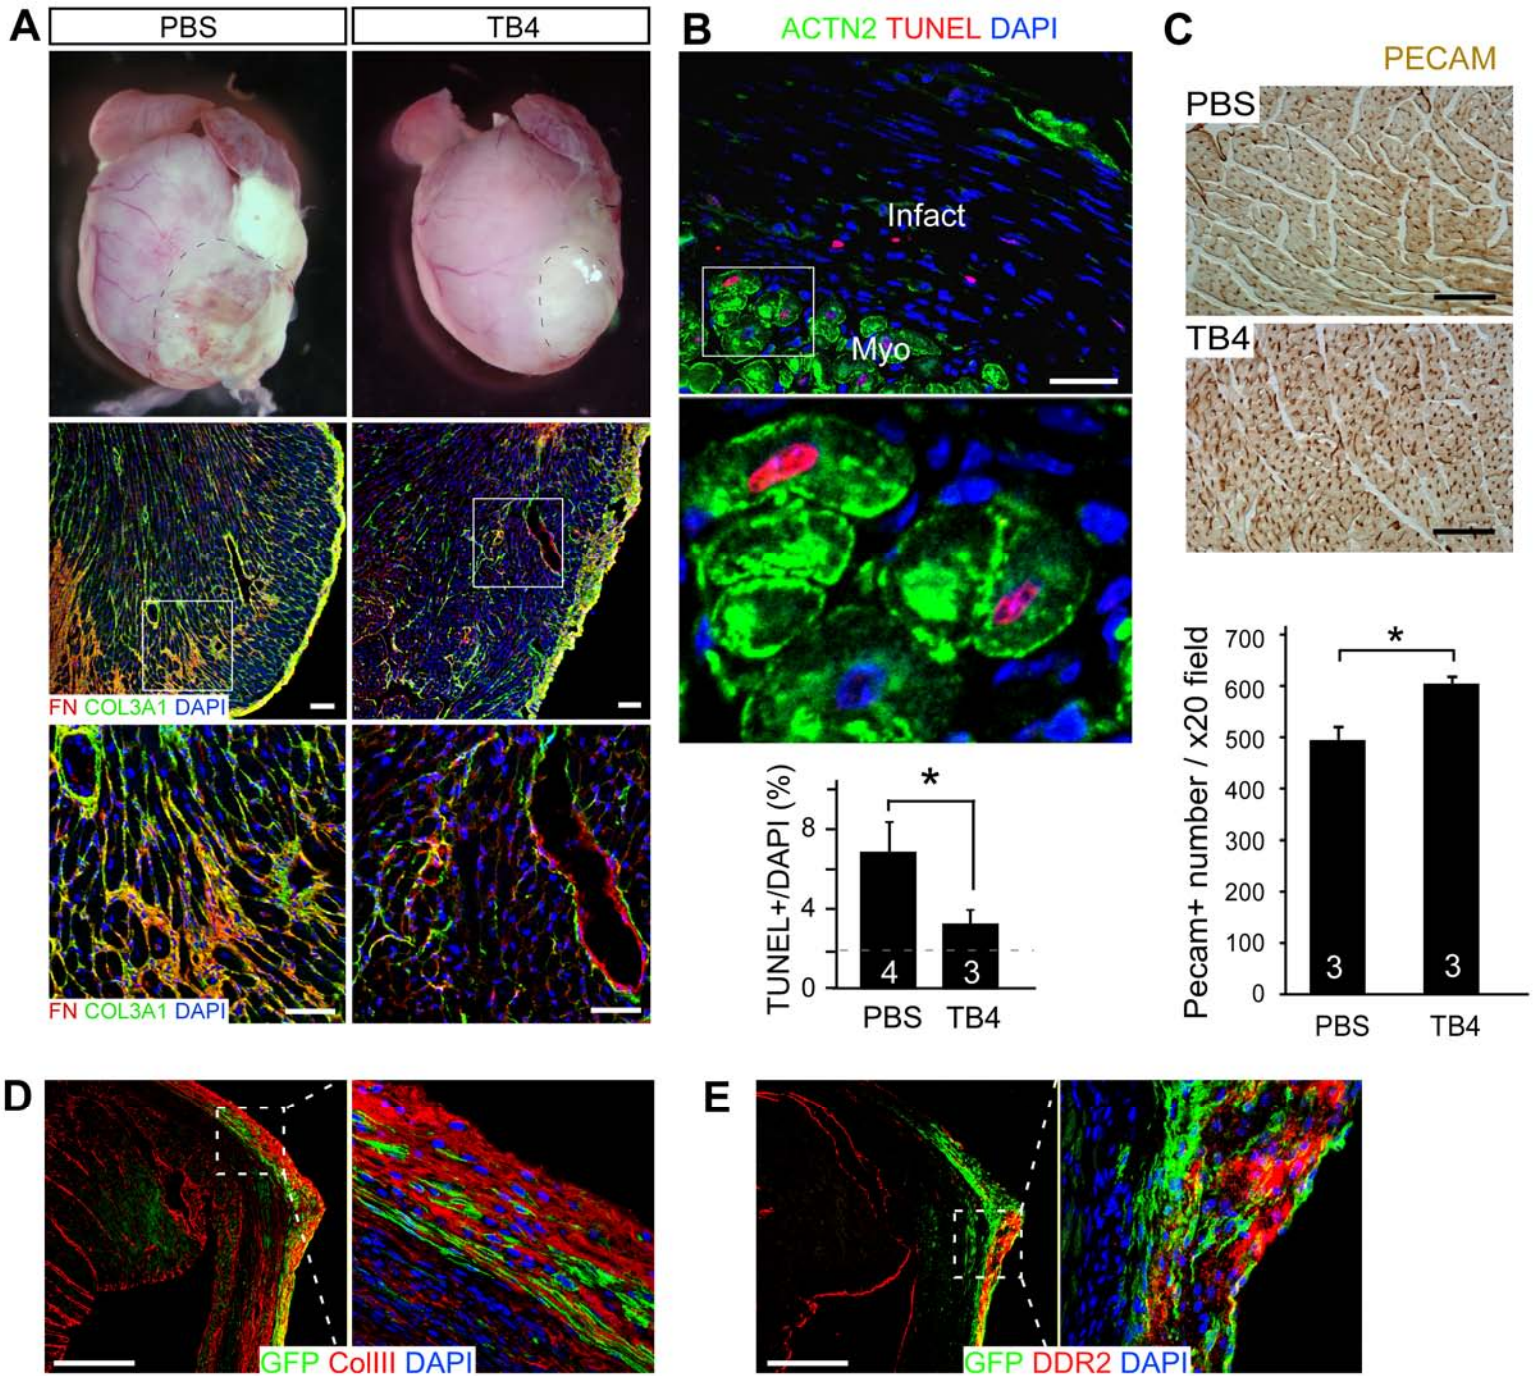 A
PBS
TB4
FN COL3A1 DAPI
FN COL3A1 DAPI
B
ACTN2 TUNEL DAPI
Infact
Myo
TUNEL+/DAPI (%)
8
4
0
*
4
3
PBS TB4
C
PECAM
PBS
TB4
Pecam+ number / x20 field
700
600
500
400
300
200
100
0
*
3
3
PBS TB4
D
GFP ColIII DAPI
E
GFP DDR2 DAPI